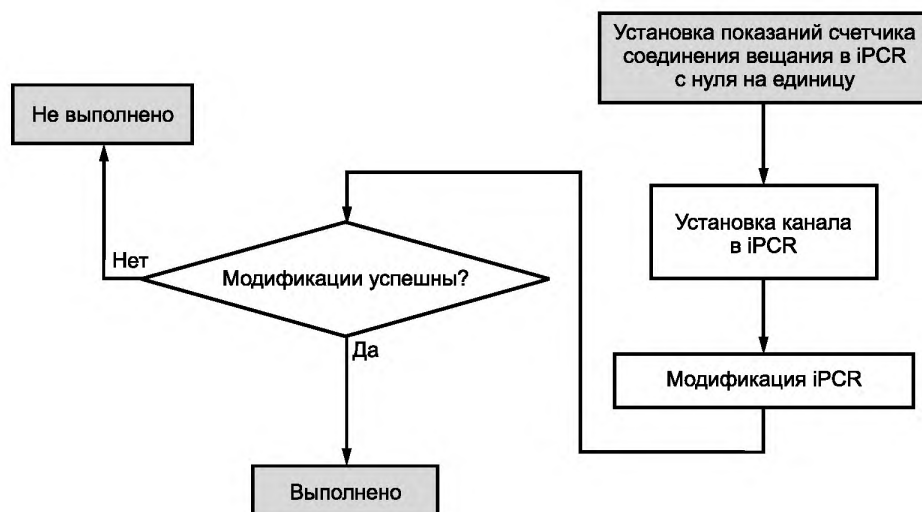 Установка показаний счетчика
соединения вещания в iPCR
с нуля на единицу
Не выполнено
Установка канала
в iPCR
Нет
Модификации успешны?
Да
Модификация iPCR
Выполнено